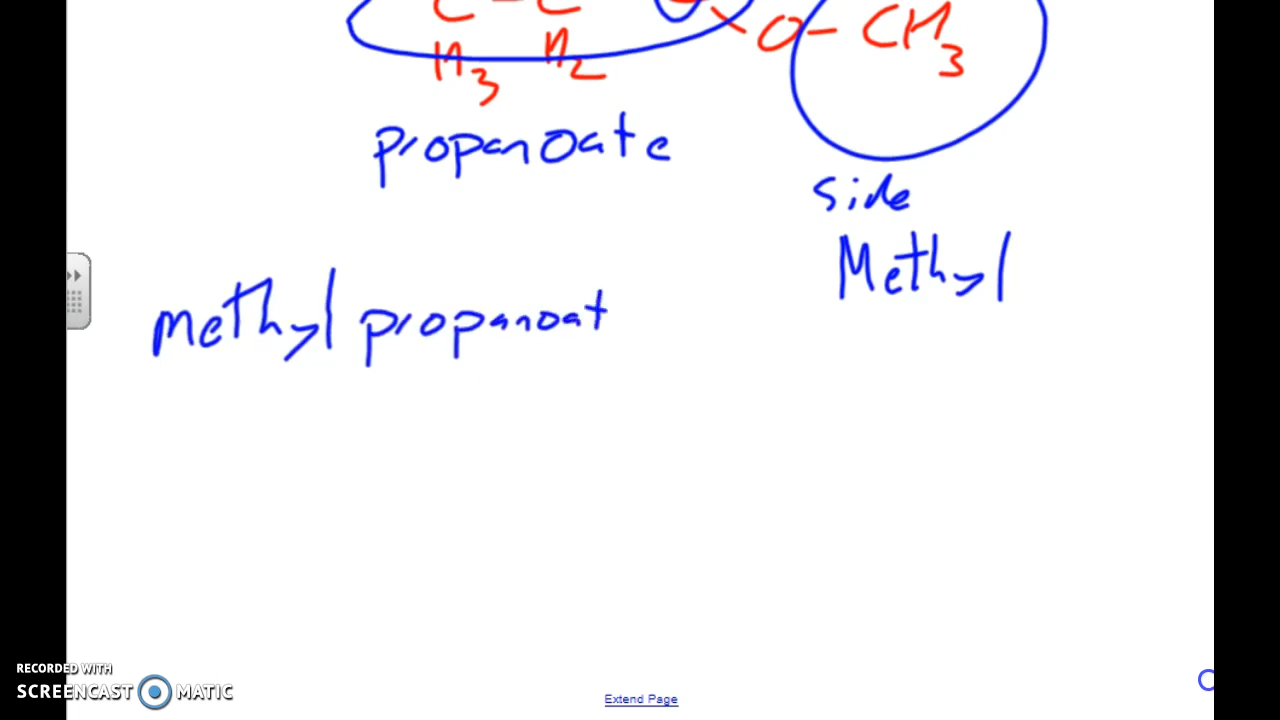 C - C O - CH3
H3 H2
propanoate
side
Methyl
methyl propanoat
RECORDED WITH
SCREENCAST MATIC
Extend Page